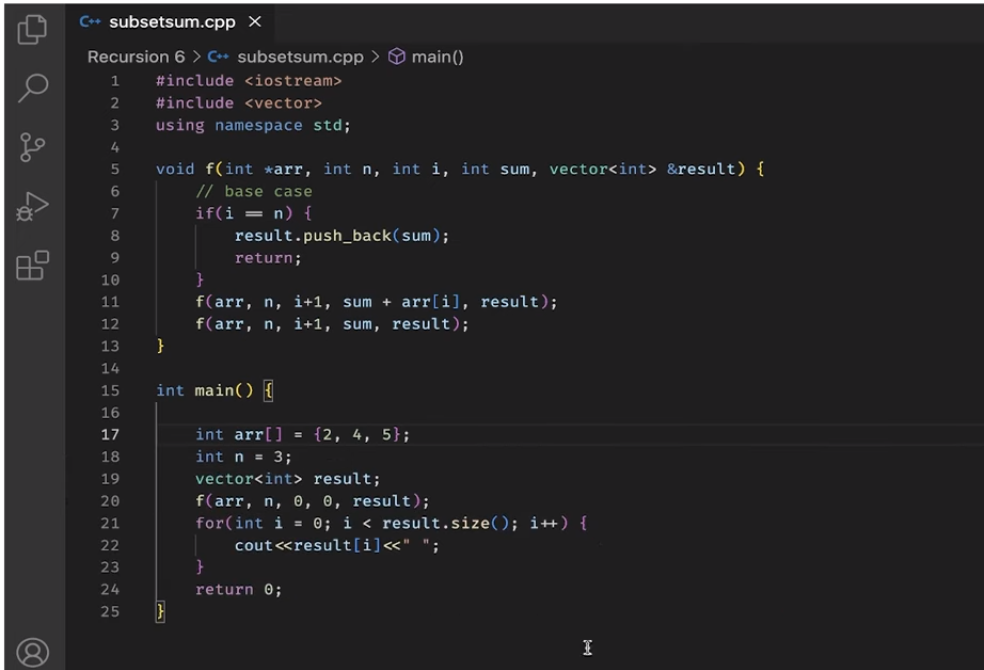 C++ subsetsum.cpp ×
Recursion 6 > C++ subsetsum.cpp > main()
1 #include <iostream>
2 #include <vector>
3 using namespace std;
4
5 void f(int *arr, int n, int i, int sum, vector<int> &result) {
6 // base case
7 if(i == n) {
8 result.push_back(sum);
9 return;
10 }
11 f(arr, n, i+1, sum + arr[i], result);
12 f(arr, n, i+1, sum, result);
13 }
14
15 int main() {
16
17 int arr[] = {2, 4, 5};
18 int n = 3;
19 vector<int> result;
20 f(arr, n, 0, 0, result);
21 for(int i = 0; i < result.size(); i++) {
22 cout<<result[i]<<" ";
23 }
24 return 0;
25 }